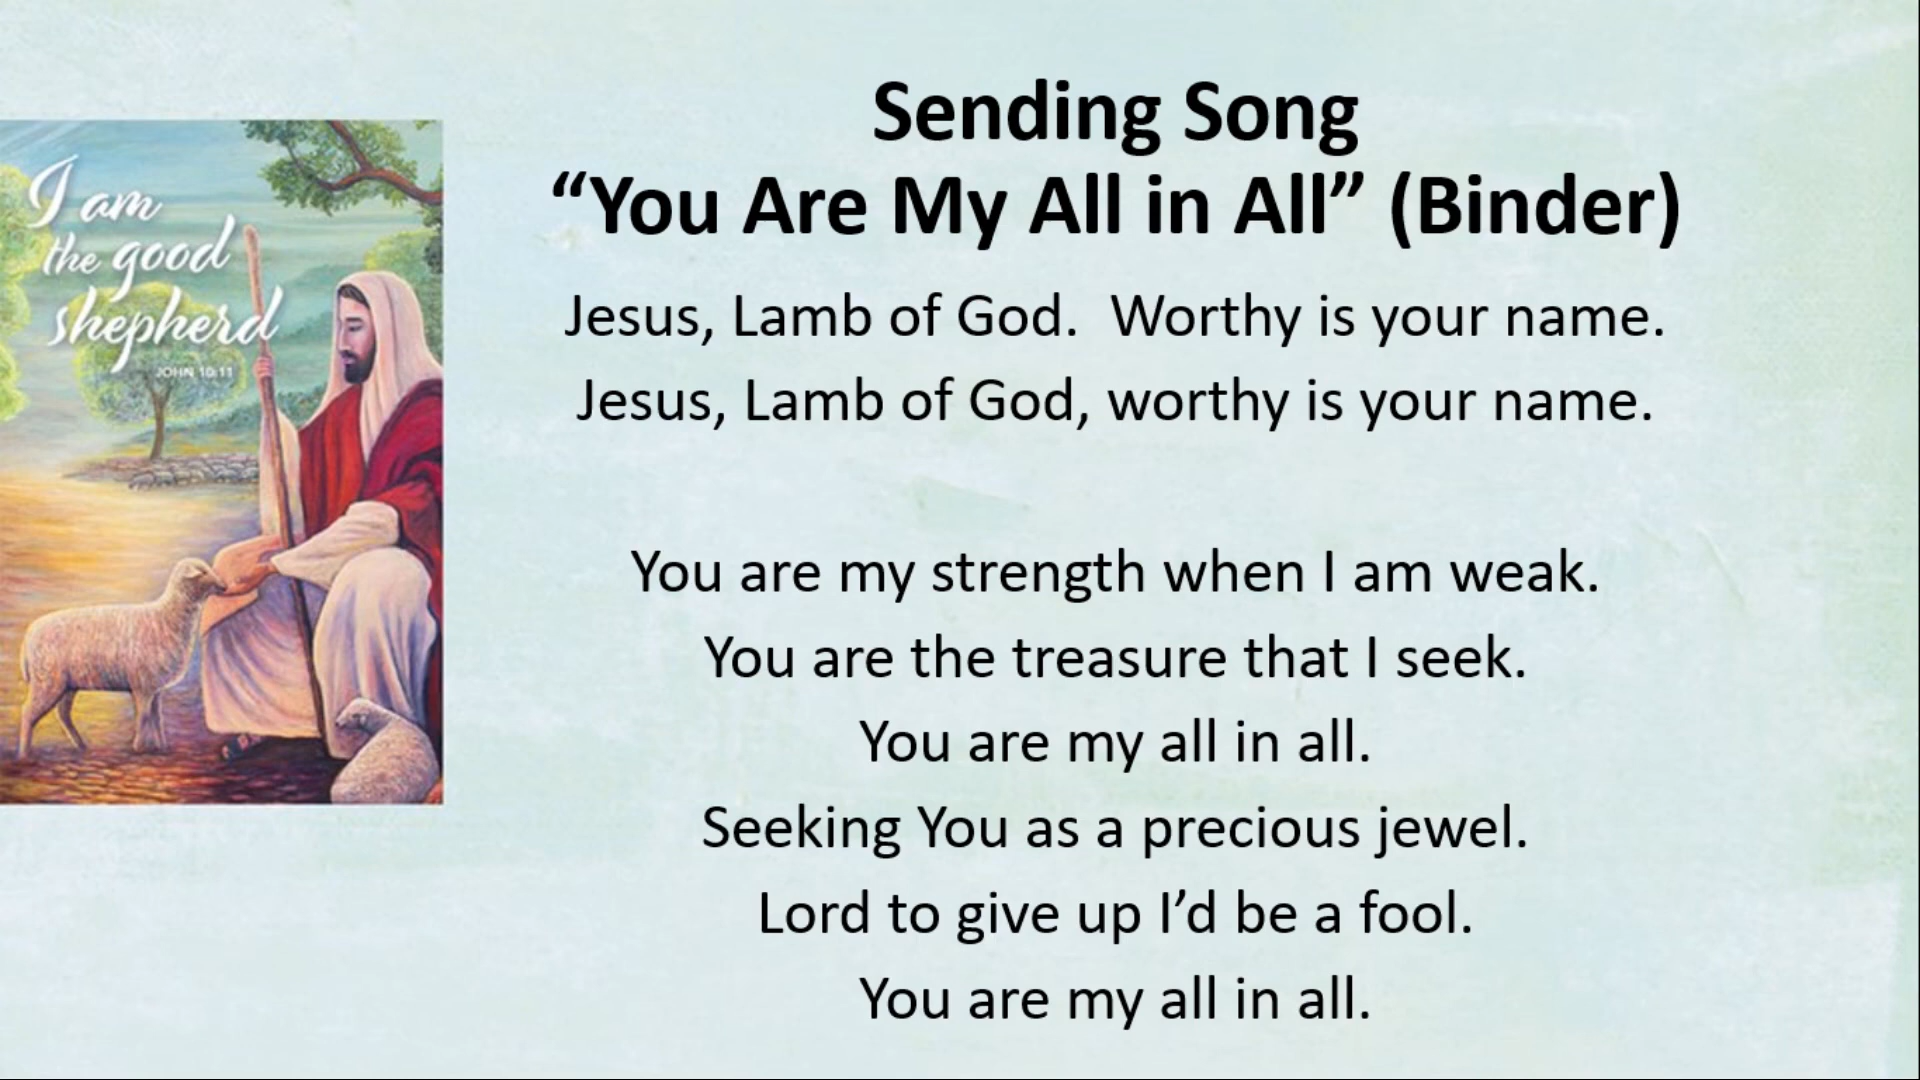 Sending Song
“You Are My All in All” (Binder)
Jesus, Lamb of God.  Worthy is your name.
Jesus, Lamb of God, worthy is your name.
You are my strength when I am weak.
You are the treasure that I seek.
You are my all in all.
Seeking You as a precious jewel.
Lord to give up I’d be a fool.
You are my all in all.
I am
the good
shepherd
JOHN 10:11